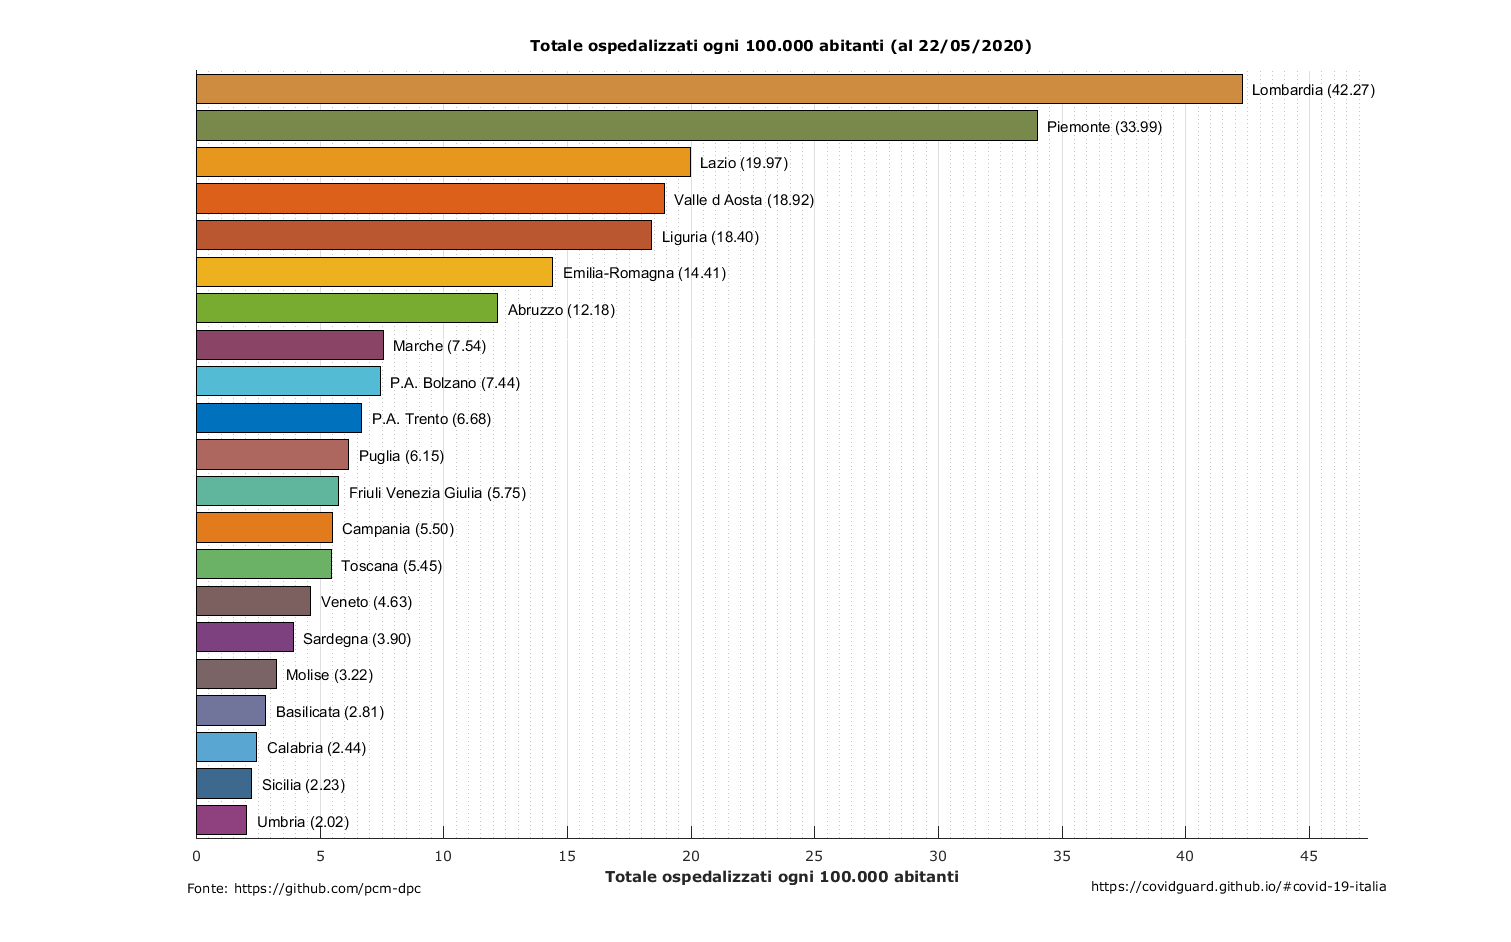 Totale ospedalizzati ogni 100.000 abitanti (al 22/05/2020)
Lombardia (42.27)
Piemonte (33.99)
Lazio (19.97)
Valle d Aosta (18.92)
Liguria (18.40)
Emilia-Romagna (14.41)
Abruzzo (12.18)
Marche (7.54)
P.A. Bolzano (7.44)
P.A. Trento (6.68)
Puglia (6.15)
Friuli Venezia Giulia (5.75)
Campania (5.50)
Toscana (5.45)
Veneto (4.63)
Sardegna (3.90)
Molise (3.22)
Basilicata (2.81)
Calabria (2.44)
Sicilia (2.23)
Umbria (2.02)
0 5 10 15 20 25 30 35 40 45
Totale ospedalizzati ogni 100.000 abitanti
Fonte: https://github.com/pcm-dpc
https://covidguard.github.io/#covid-19-italia